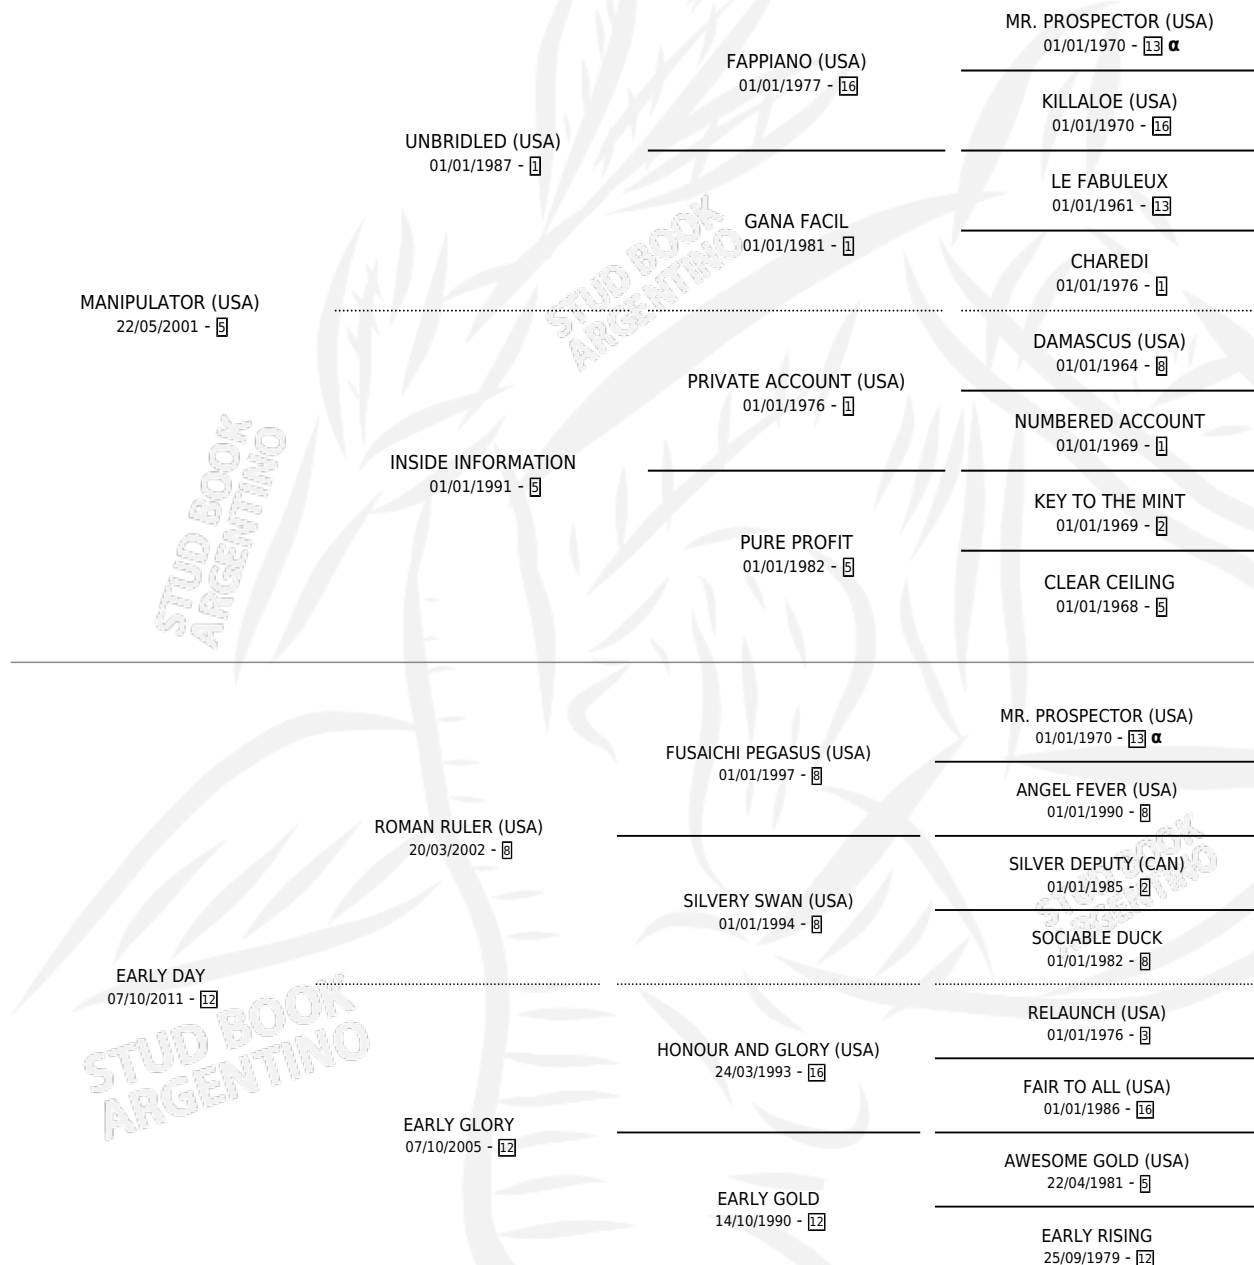 MR. PROSPECTOR (USA)
01/01/1970 - 13 α
FAPPIANO (USA)
01/01/1977 - 16
KILLALOE (USA)
01/01/1970 - 16
UNBRIDLED (USA)
01/01/1987 - 1
LE FABULEUX
01/01/1961 - 13
GANA FACIL
01/01/1981 - 1
CHAREDI
01/01/1976 - 1
STUD BOOK
ARGENTINO
MANIPULATOR (USA)
22/05/2001 - 5
DAMASCUS (USA)
01/01/1964 - 8
PRIVATE ACCOUNT (USA)
01/01/1976 - 1
NUMBERED ACCOUNT
01/01/1969 - 1
INSIDE INFORMATION
01/01/1991 - 5
KEY TO THE MINT
01/01/1969 - 2
PURE PROFIT
01/01/1982 - 5
CLEAR CEILING
01/01/1968 - 5
STUD BOOK
ARGENTINO
MR. PROSPECTOR (USA)
01/01/1970 - 13 α
FUSAICHI PEGASUS (USA)
01/01/1997 - 8
ANGEL FEVER (USA)
01/01/1990 - 8
ROMAN RULER (USA)
20/03/2002 - 8
SILVER DEPUTY (CAN)
01/01/1985 - 2
SILVERY SWAN (USA)
01/01/1994 - 8
SOCIABLE DUCK
01/01/1982 - 8
STUD BOOK
ARGENTINO
EARLY DAY
07/10/2011 - 12
RELAUNCH (USA)
01/01/1976 - 3
HONOUR AND GLORY (USA)
24/03/1993 - 16
FAIR TO ALL (USA)
01/01/1986 - 16
STUD BOOK
ARGENTINO
EARLY GLORY
07/10/2005 - 12
AWESOME GOLD (USA)
22/04/1981 - 5
EARLY GOLD
14/10/1990 - 12
EARLY RISING
25/09/1979 - 12